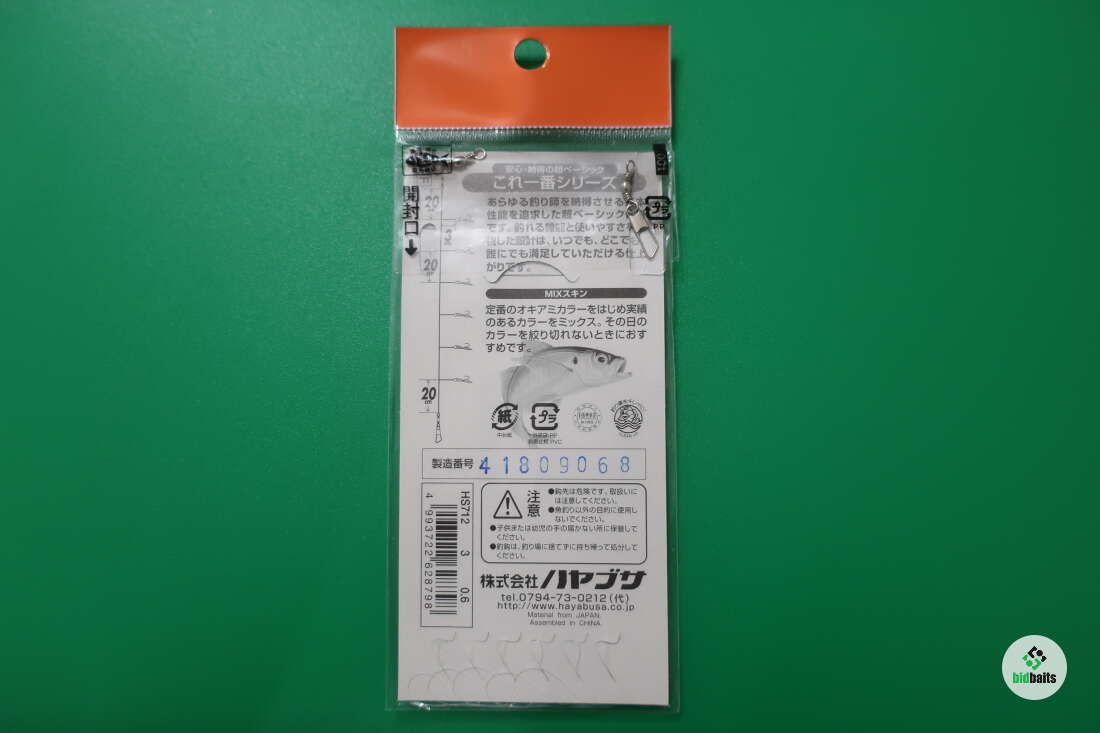 開封口
安心・納得の超ベーシック
これ一番シリーズ
あらゆる釣り師を納得させる
性能を追求した超ベーシック
です。釣れる機能と使いやすさ
した設計は、いつでも、どこで
誰にでも満足していただける仕上
がりです。
PP
20
20
MIXスキン
定番のオキアミカラーをはじめ実績
のあるカラーをミックス。その日の
カラーを絞り切れないときにおす
すめです。
20
cm
紙
プラ
製造番号 41809068
HS712 3 0.6
4 993722 628798
注意
●鈎先は危険です。取扱いに
は注意してください。
●魚釣り以外の目的に使用し
ないでください。
●子供または幼児の手の届かない所に保管して
ください。
●釣鈎は、釣り場に捨てずに持ち帰って処分して
ください。
株式会社ハヤブサ
tel.0794-73-0212(代)
http://www.hayabusa.co.jp
Material from JAPAN.
Assembled in CHINA.
bidbaits